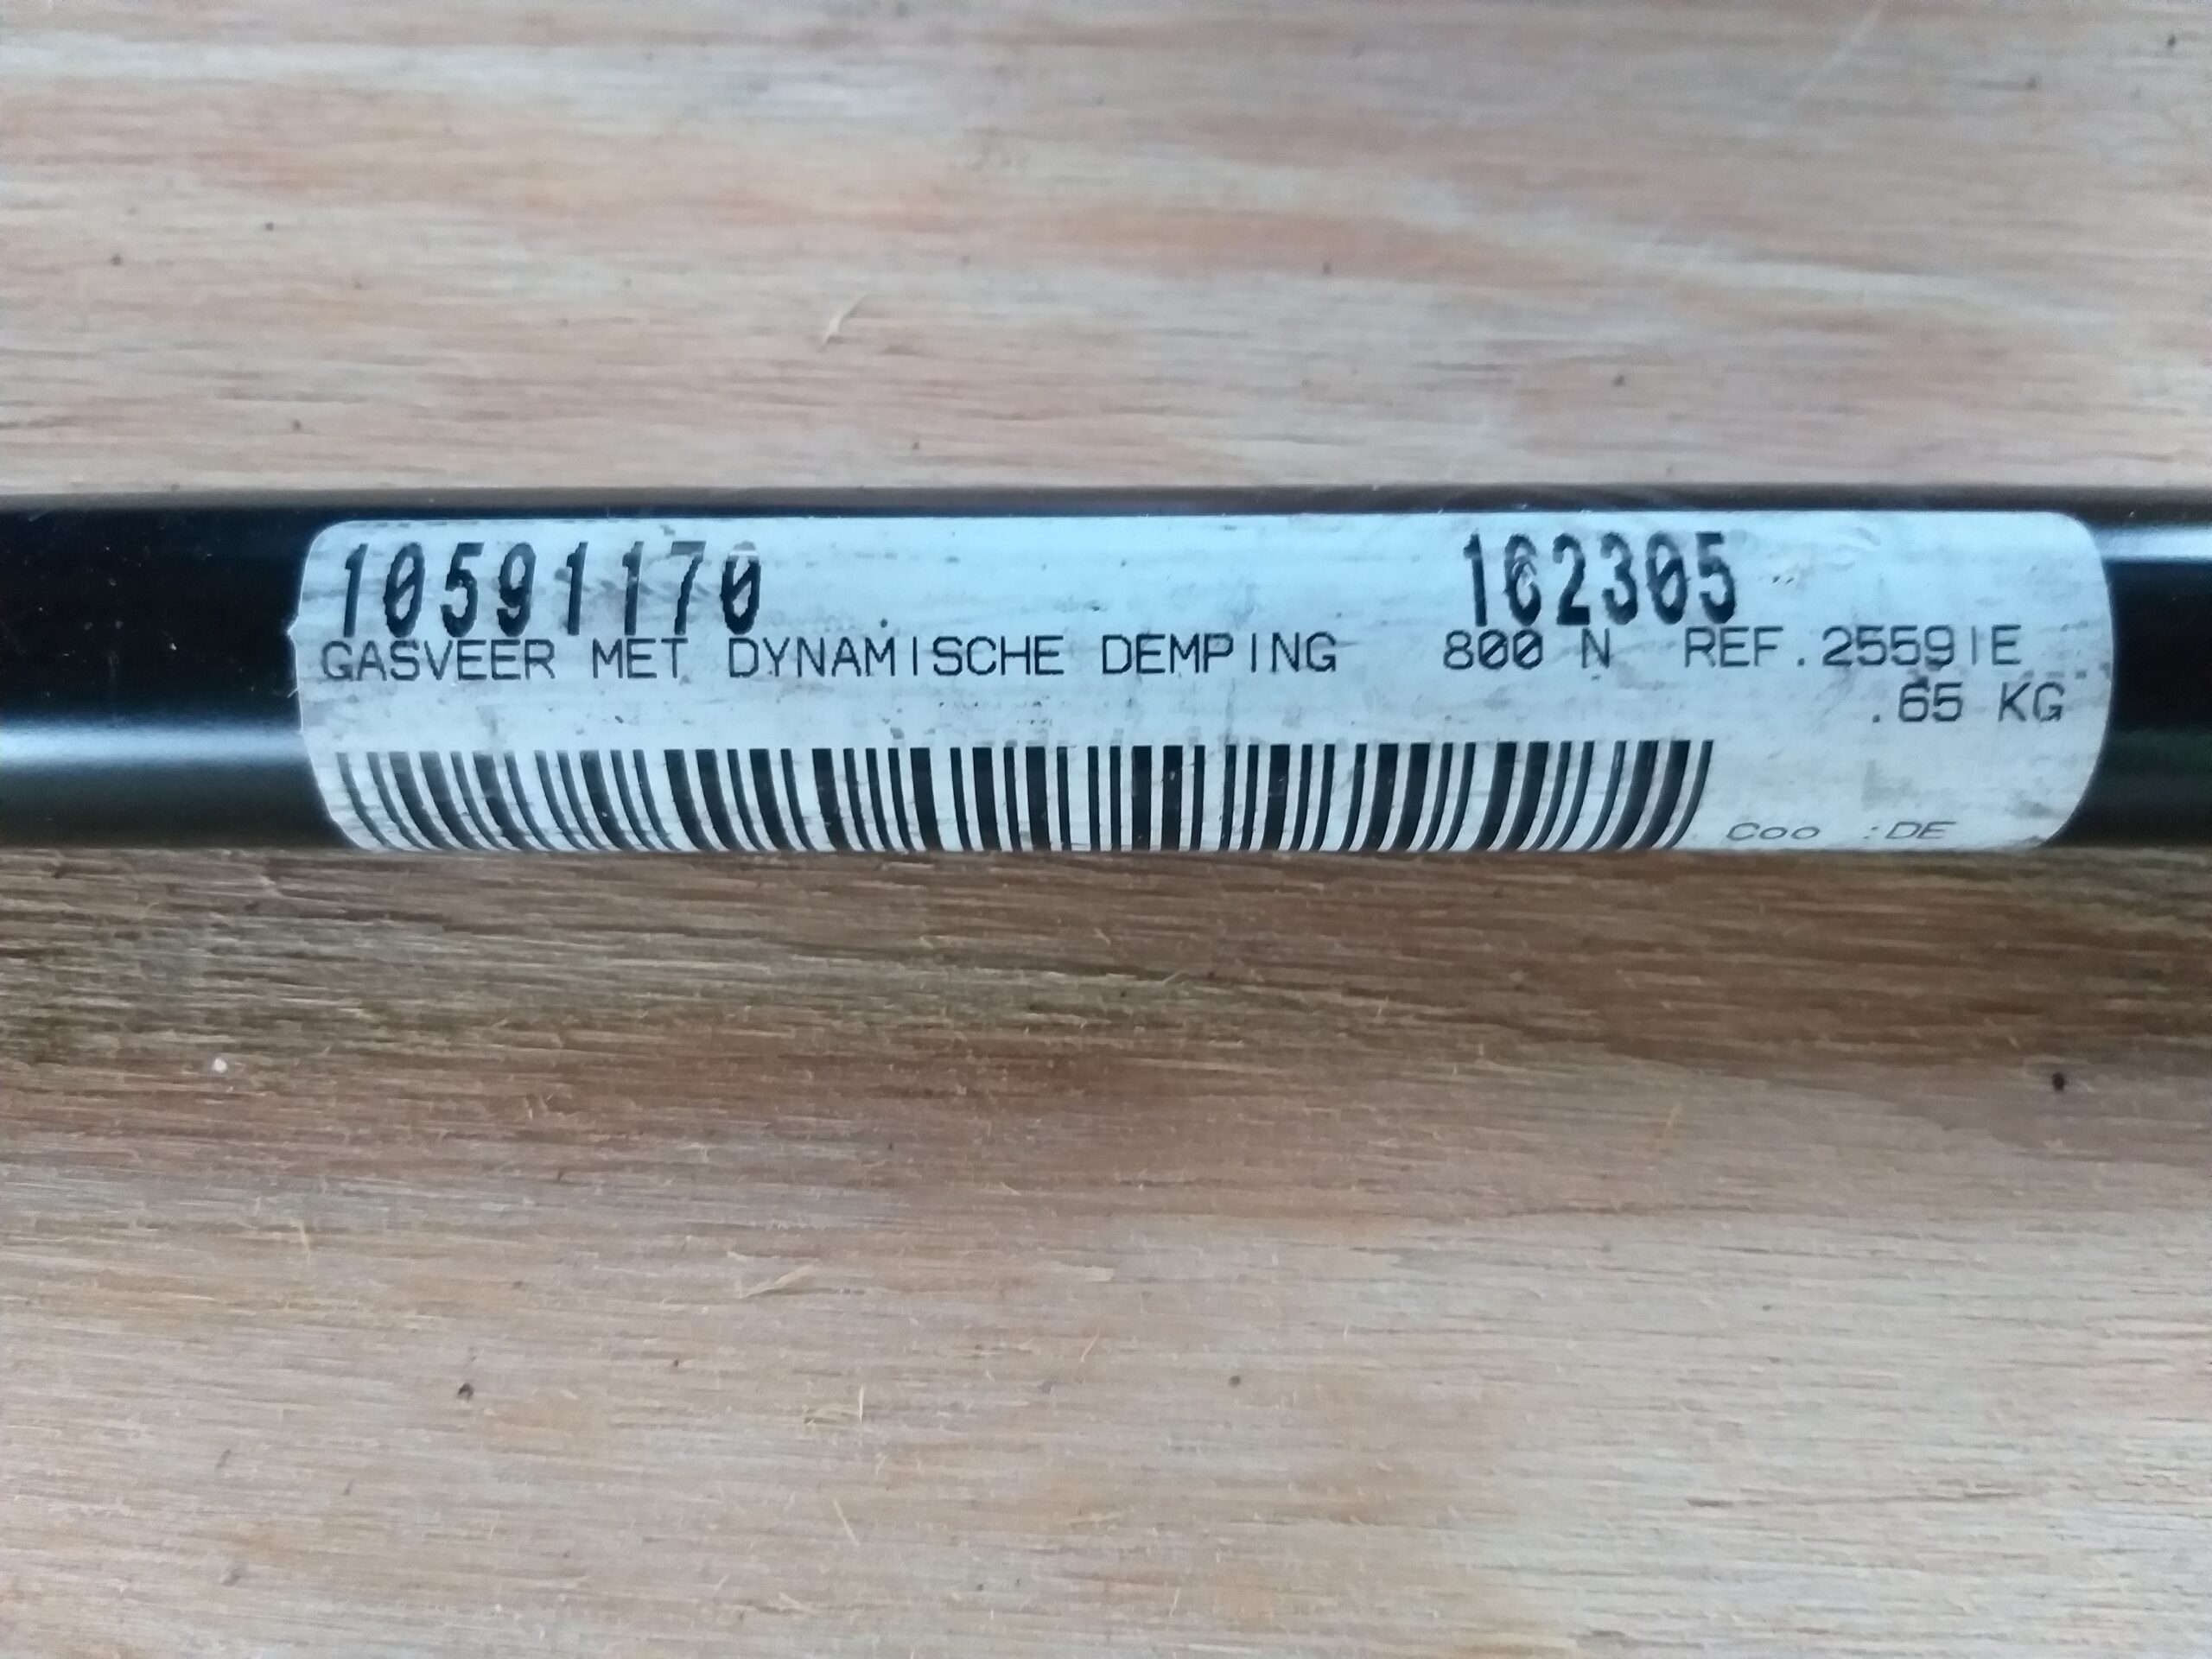 10591170 162305
GASVEER MET DYNAMISCHE DEMPING 800 N REF.25591E
.65 KG
Coo :DE